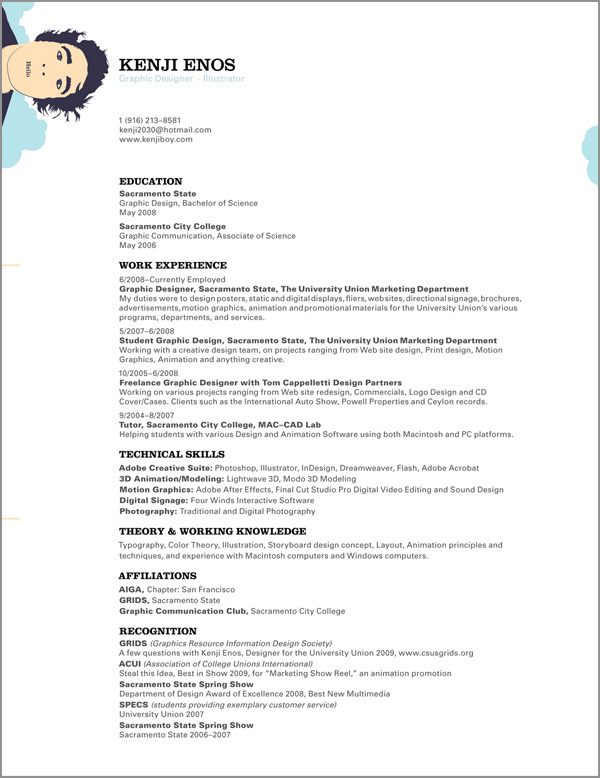 Hello
KENJI ENOS
Graphic Designer - Illustrator
1 (916) 213–8581
kenji2030@hotmail.com
www.kenjiboy.com
EDUCATION
Sacramento State
Graphic Design, Bachelor of Science
May 2008
Sacramento City College
Graphic Communication, Associate of Science
May 2006
WORK EXPERIENCE
6/2008–Currently Employed
Graphic Designer, Sacramento State, The University Union Marketing Department
My duties were to design posters, static and digital displays, fliers, web sites, directional signage, brochures,
advertisements, motion graphics, animation and promotional materials for the University Union's various
programs, departments, and services.
5/2007–6/2008
Student Graphic Design, Sacramento State, The University Union Marketing Department
Working with a creative design team, on projects ranging from Web site design, Print design, Motion
Graphics, Animation and anything creative.
10/2005–6/2008
Freelance Graphic Designer with Tom Cappelletti Design Partners
Working on various projects ranging from Web site redesign, Commercials, Logo Design and CD
Cover/Cases. Clients such as the International Auto Show, Powell Properties and Ceylon records.
9/2004–8/2007
Tutor, Sacramento City College, MAC–CAD Lab
Helping students with various Design and Animation Software using both Macintosh and PC platforms.
TECHNICAL SKILLS
Adobe Creative Suite: Photoshop, Illustrator, InDesign, Dreamweaver, Flash, Adobe Acrobat
3D Animation/Modeling: Lightwave 3D, Modo 3D Modeling
Motion Graphics: Adobe After Effects, Final Cut Studio Pro Digital Video Editing and Sound Design
Digital Signage: Four Winds Interactive Software
Photography: Traditional and Digital Photography
THEORY & WORKING KNOWLEDGE
Typography, Color Theory, Illustration, Storyboard design concept, Layout, Animation principles and
techniques, and experience with Macintosh computers and Windows computers.
AFFILIATIONS
AIGA, Chapter: San Francisco
GRIDS, Sacramento State
Graphic Communication Club, Sacramento City College
RECOGNITION
GRIDS (Graphics Resource Information Design Society)
A few questions with Kenji Enos, Designer for the University Union 2009, www.csusgrids.org
ACUI (Association of College Unions International)
Steal this Idea, Best in Show 2009, for "Marketing Show Reel," an animation promotion
Sacramento State Spring Show
Department of Design Award of Excellence 2008, Best New Multimedia
SPECS (students providing exemplary customer service)
University Union 2007
Sacramento State Spring Show
Sacramento State 2006–2007